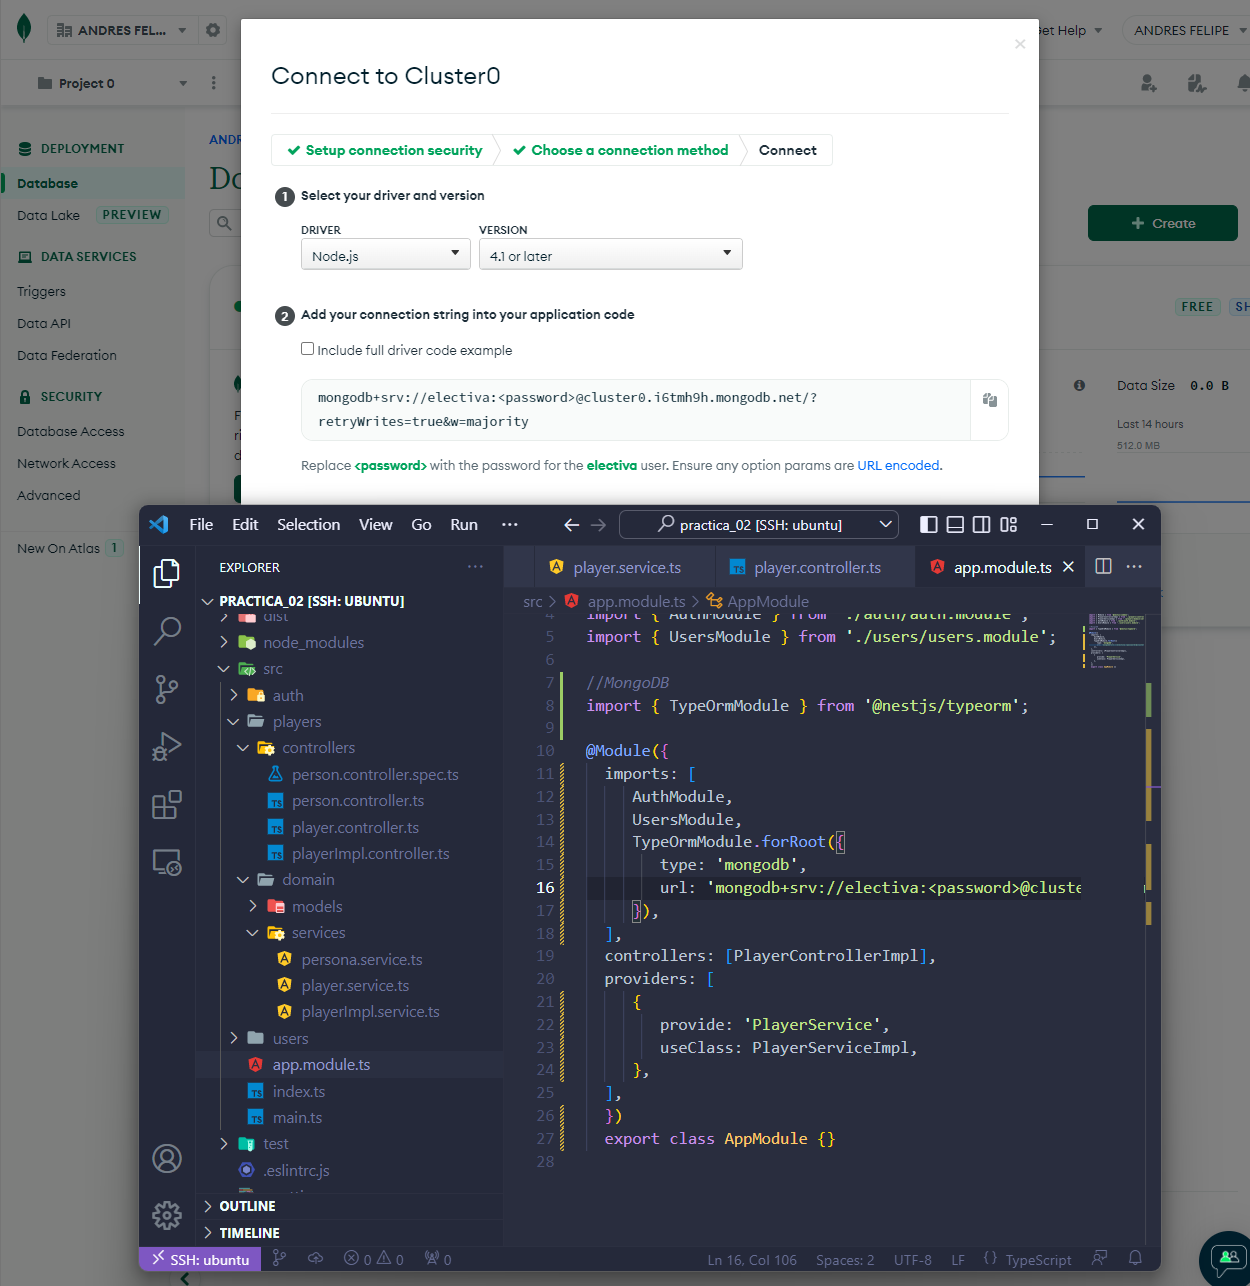 ANDRES FEL...
Get Help
ANDRES FELIPE
Project 0
DEPLOYMENT
Database
Data Lake PREVIEW
DATA SERVICES
Triggers
Data API
Data Federation
SECURITY
Database Access
Network Access
Advanced
New On Atlas 1
+ Create
FREE
Data Size 0.0 B
Last 14 hours
512.0 MB
Connect to Cluster0
Setup connection security
Choose a connection method
Connect
1 Select your driver and version
DRIVER VERSION
Node.js 4.1 or later
2 Add your connection string into your application code
Include full driver code example
mongodb+srv://electiva:<password>@cluster0.i6tmh9h.mongodb.net/?
retryWrites=true&w=majority
Replace <password> with the password for the electiva user. Ensure any option params are URL encoded.
File Edit Selection View Go Run ···
practica_02 [SSH: ubuntu]
EXPLORER
PRACTICA_02 [SSH: UBUNTU]
dist
node_modules
src
auth
players
controllers
person.controller.spec.ts
person.controller.ts
player.controller.ts
playerImpl.controller.ts
domain
models
services
persona.service.ts
player.service.ts
playerImpl.service.ts
users
app.module.ts
index.ts
main.ts
test
.eslintrc.js
OUTLINE
TIMELINE
player.service.ts player.controller.ts app.module.ts
src > app.module.ts > AppModule
4 import { AuthModule } from './auth/auth.module';
5 import { UsersModule } from './users/users.module';
6
7 //MongoDB
8 import { TypeOrmModule } from '@nestjs/typeorm';
9
10 @Module({
11 imports: [
12 AuthModule,
13 UsersModule,
14 TypeOrmModule.forRoot({
15 type: 'mongodb',
16 url: 'mongodb+srv://electiva:<password>@cluste
17 }),
18 ],
19 controllers: [PlayerControllerImpl],
20 providers: [
21 {
22 provide: 'PlayerService',
23 useClass: PlayerServiceImpl,
24 },
25 ],
26 })
27 export class AppModule {}
28
SSH: ubuntu 0 0 0 Ln 16, Col 106 Spaces: 2 UTF-8 LF {} TypeScript